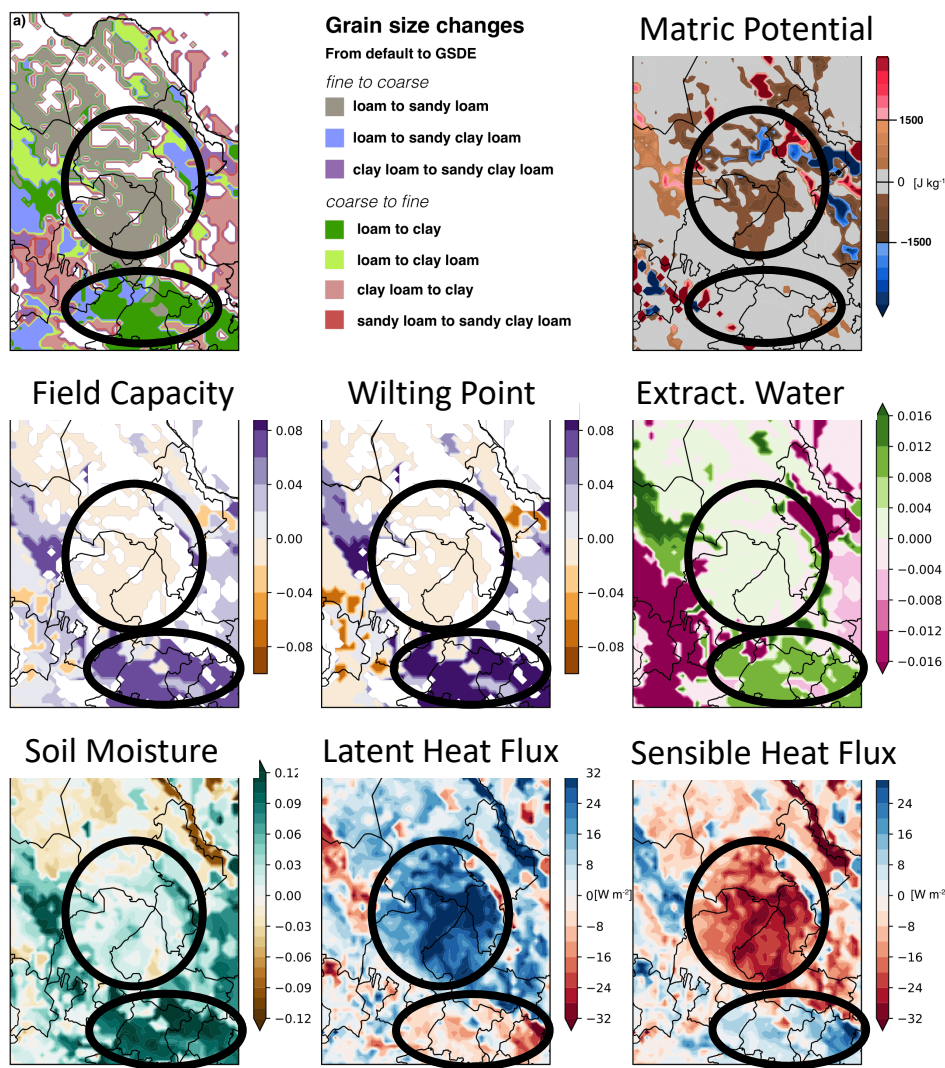 a)
Grain size changes
From default to GSDE
fine to coarse
loam to sandy loam
loam to sandy clay loam
clay loam to sandy clay loam
coarse to fine
loam to clay
loam to clay loam
clay loam to clay
sandy loam to sandy clay loam
Matric Potential
1500
0 [J kg-1]
−1500
Field Capacity
0.08
0.04
0.00
−0.04
−0.08
Wilting Point
0.08
0.04
0.00
−0.04
−0.08
Extract. Water
0.016
0.012
0.008
0.004
0.000
−0.004
−0.008
−0.012
−0.016
Soil Moisture
0.12
0.09
0.06
0.03
0.00
−0.03
−0.06
−0.09
−0.12
Latent Heat Flux
32
24
16
8
0[W m-2]
−8
−16
−24
−32
Sensible Heat Flux
24
16
8
0 [W m-2
−8
−16
−24
−32